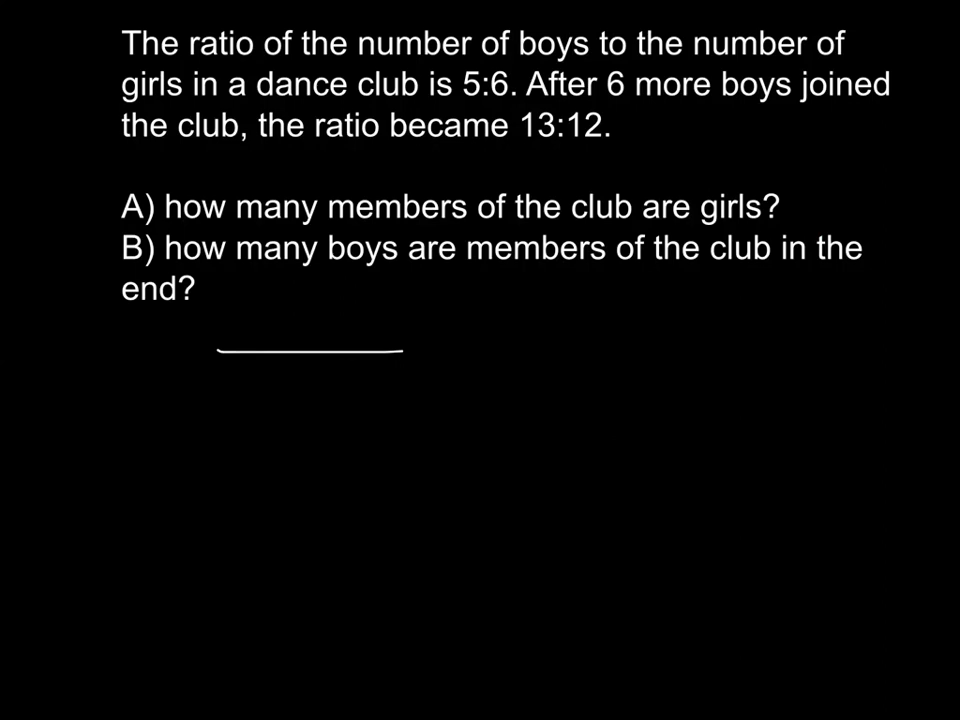 The ratio of the number of boys to the number of
girls in a dance club is 5:6. After 6 more boys joined
the club, the ratio became 13:12.
A) how many members of the club are girls?
B) how many boys are members of the club in the
end?